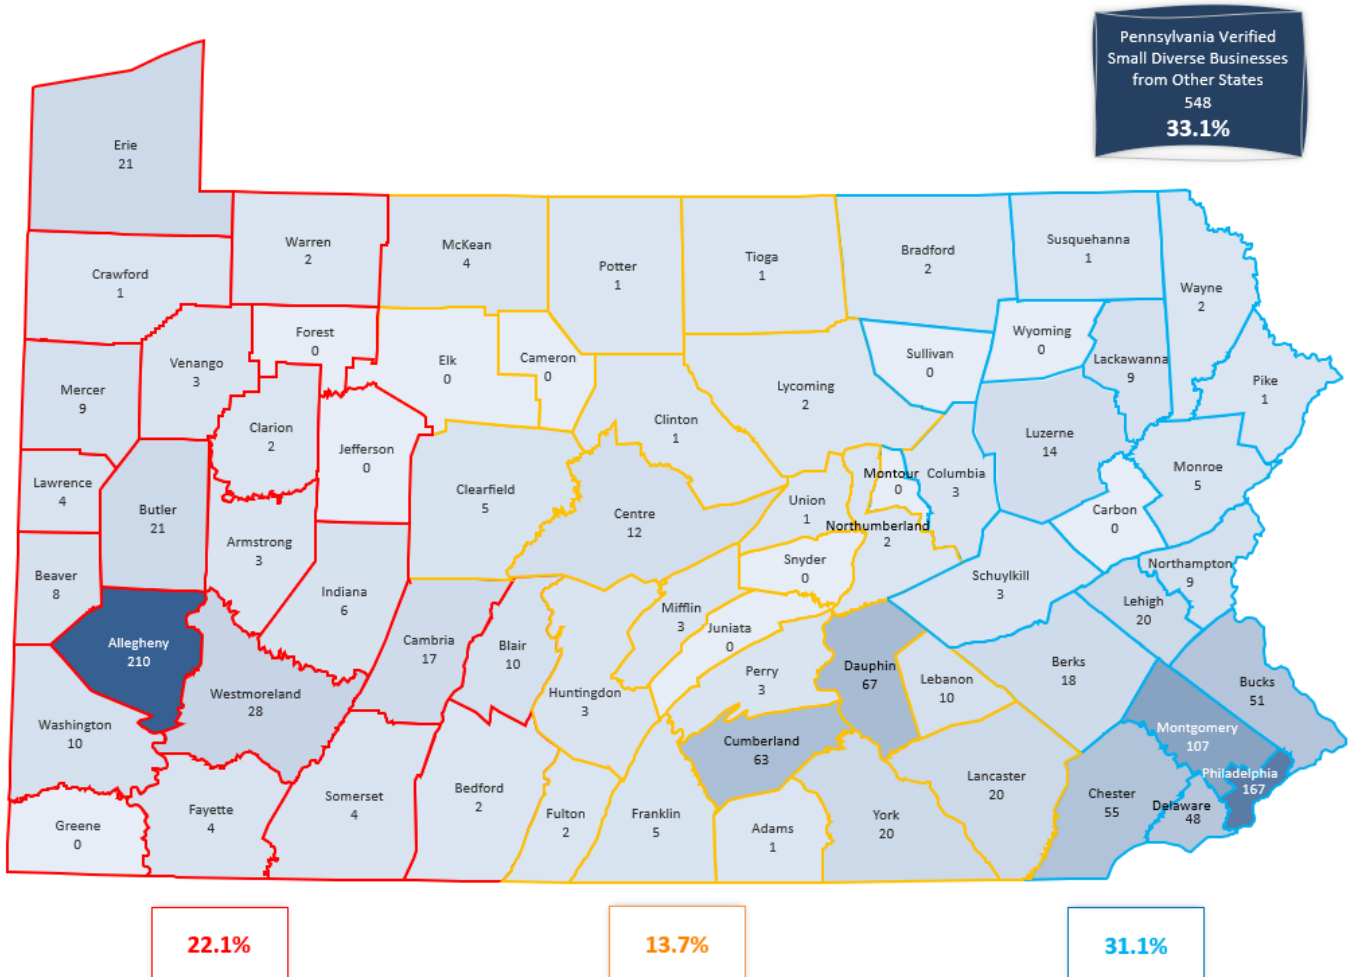 Pennsylvania Verified
Small Diverse Businesses
from Other States
548
33.1%
Erie
21
Warren
2
McKean
4
Potter
1
Tioga
1
Bradford
2
Susquehanna
1
Wayne
2
Crawford
1
Forest
0
Venango
3
Elk
0
Cameron
0
Sullivan
0
Wyoming
0
Lackawanna
9
Pike
1
Mercer
9
Clarion
2
Jefferson
0
Lycoming
2
Clinton
1
Luzerne
14
Monroe
5
Lawrence
4
Butler
21
Clearfield
5
Centre
12
Union
1
Montour
0
Columbia
3
Northumberland
2
Carbon
0
Armstrong
3
Snyder
0
Beaver
8
Indiana
6
Schuylkill
3
Northampton
9
Lehigh
20
Allegheny
210
Cambria
17
Blair
10
Mifflin
3
Juniata
0
Huntingdon
3
Perry
3
Dauphin
67
Lebanon
10
Berks
18
Bucks
51
Westmoreland
28
Washington
10
Cumberland
63
Montgomery
107
Philadelphia
167
Lancaster
20
Chester
55
Delaware
48
Greene
0
Fayette
4
Somerset
4
Bedford
2
Fulton
2
Franklin
5
Adams
1
York
20
22.1%
13.7%
31.1%